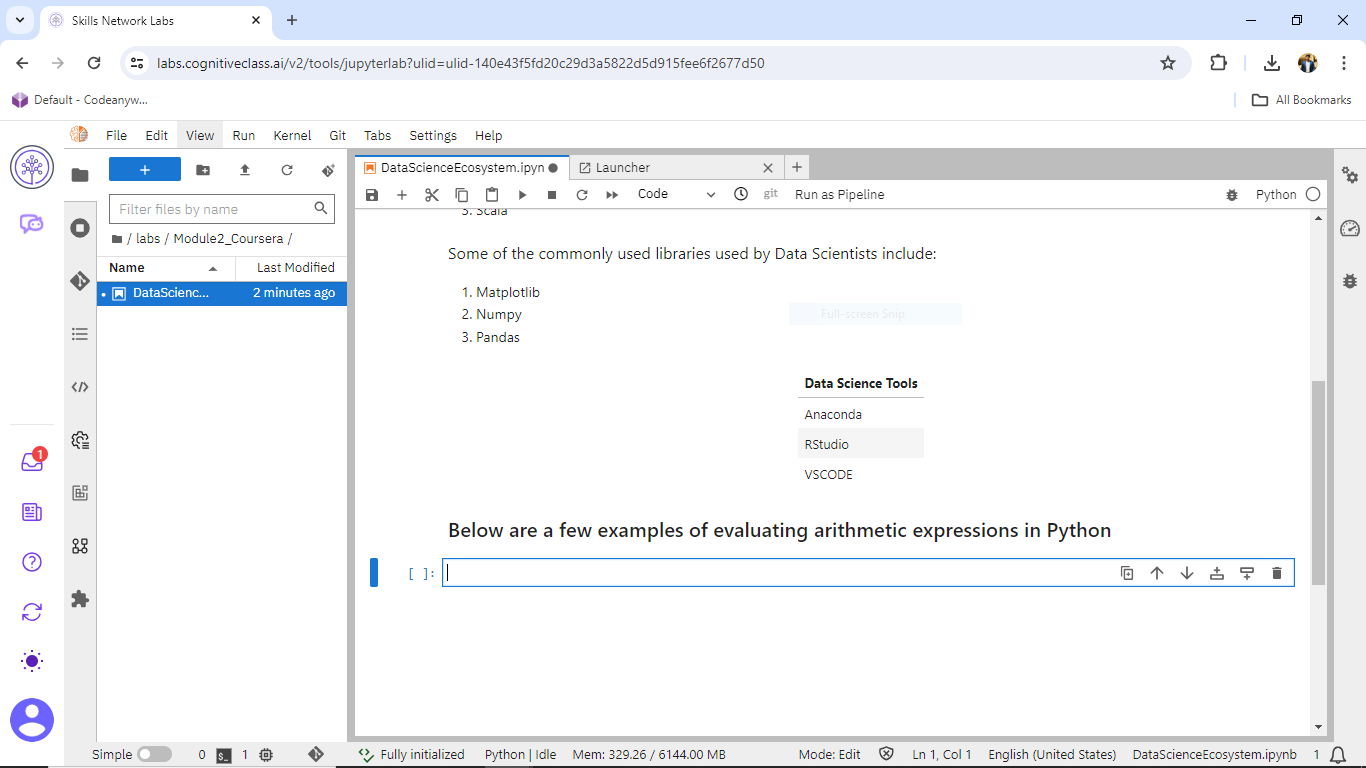 Skills Network Labs
labs.cognitiveclass.ai/v2/tools/jupyterlab?ulid=ulid-140e43f5fd20c29d3a5822d5d915fee6f2677d50
Default - Codeanyw...
All Bookmarks
File Edit View Run Kernel Git Tabs Settings Help
DataScienceEcosystem.ipyn
Launcher
Code
git
Run as Pipeline
Python
Filter files by name
/ labs / Module2_Coursera /
Name Last Modified
DataScienc... 2 minutes ago
3. Scala
Some of the commonly used libraries used by Data Scientists include:
1. Matplotlib
2. Numpy
3. Pandas
Full-screen Snip
Data Science Tools
Anaconda
RStudio
VSCODE
Below are a few examples of evaluating arithmetic expressions in Python
[ ]:
1
Simple 0 $_ 1 Fully initialized Python | Idle Mem: 329.26 / 6144.00 MB Mode: Edit Ln 1, Col 1 English (United States) DataScienceEcosystem.ipynb 1